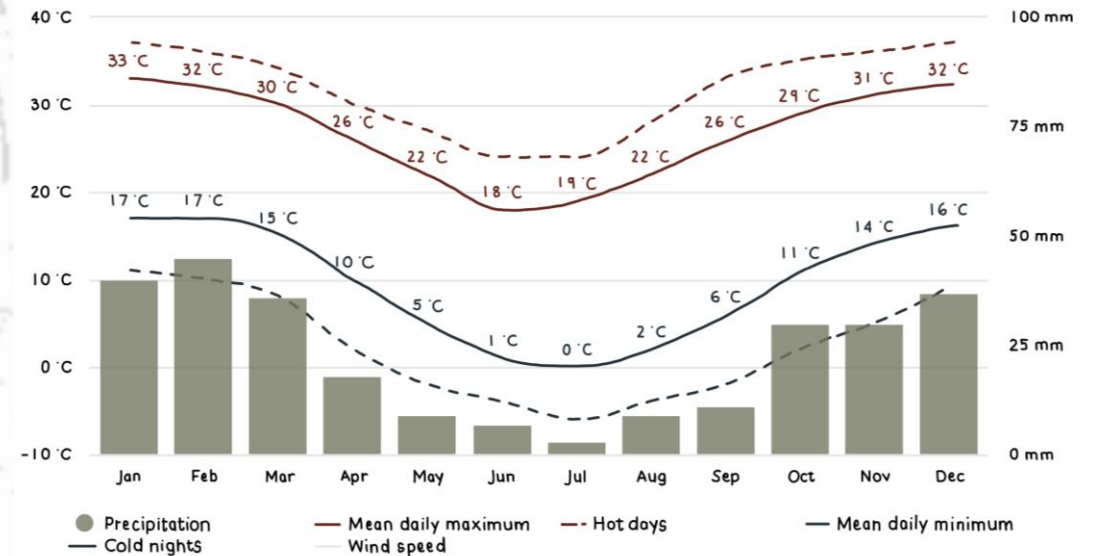 40 °C
100 mm
33 °C
32 °C
30 °C
26 °C
22 °C
18 °C
19 °C
22 °C
26 °C
29 °C
31 °C
32 °C
30 °C
75 mm
20 °C
17 °C
17 °C
15 °C
10 °C
5 °C
1 °C
0 °C
2 °C
6 °C
11 °C
14 °C
16 °C
50 mm
10 °C
25 mm
0 °C
-10 °C
0 mm
Jan Feb Mar Apr May Jun Jul Aug Sep Oct Nov Dec
Precipitation Mean daily maximum Hot days Mean daily minimum
Cold nights Wind speed